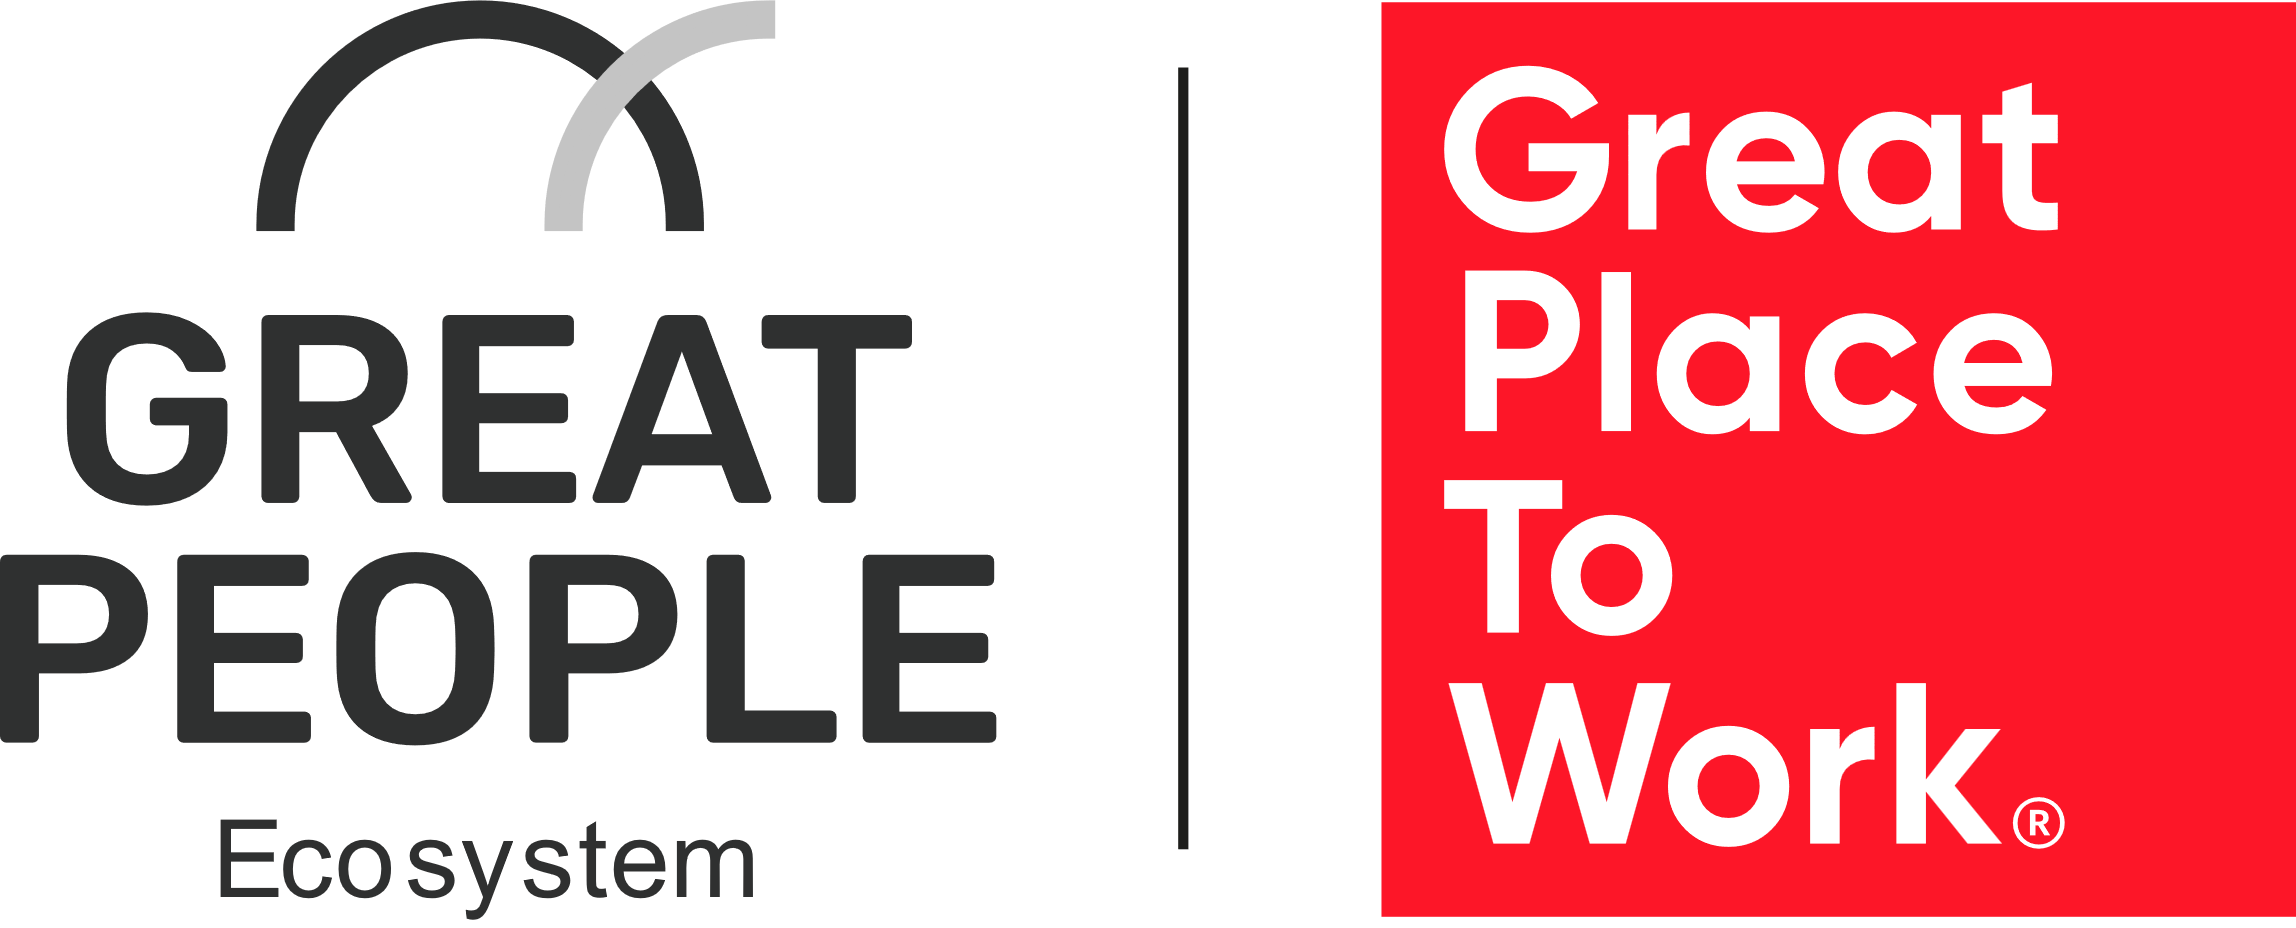 GREAT
PEOPLE
Ecosystem
Great
Place
To
Work®